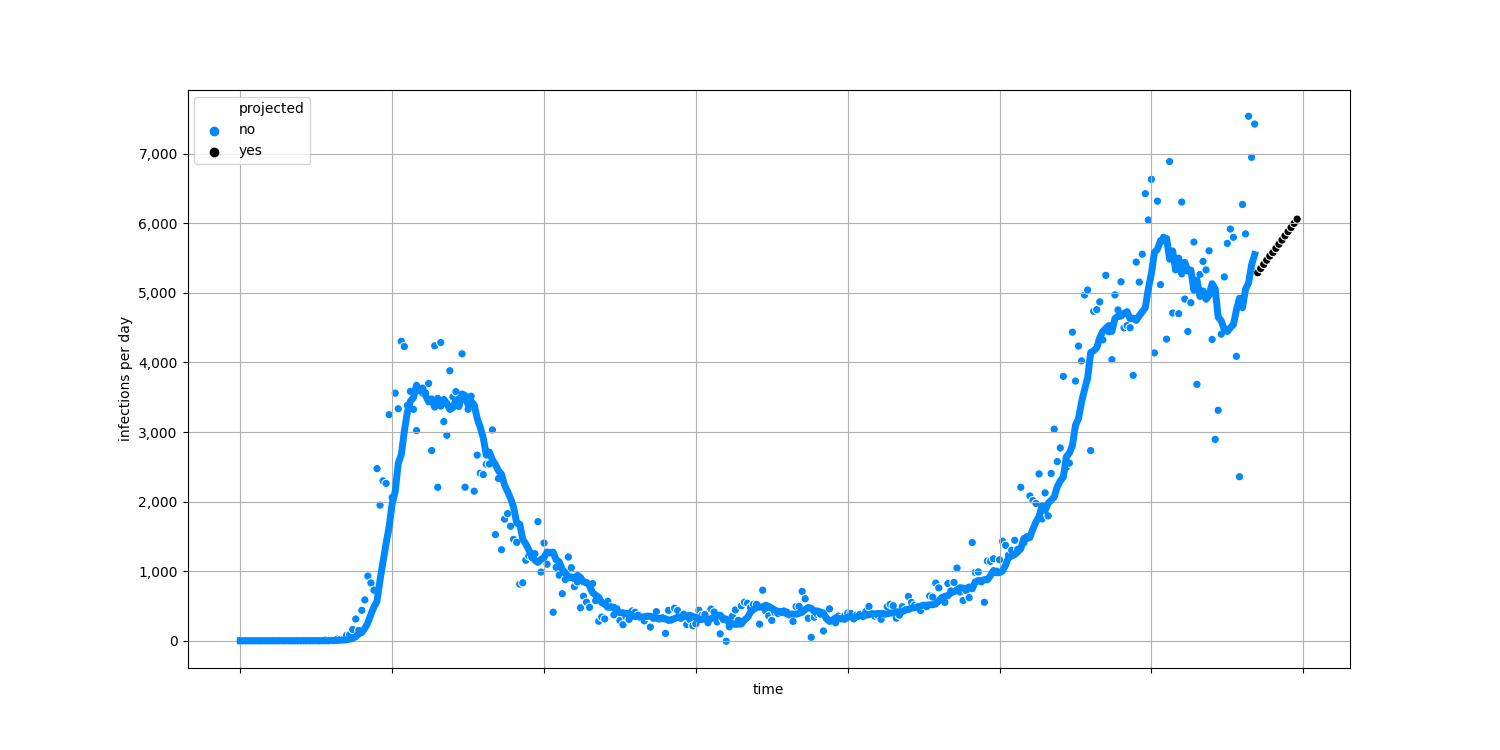 projected
no
yes
7,000
6,000
5,000
4,000
3,000
2,000
1,000
0
infections per day
time